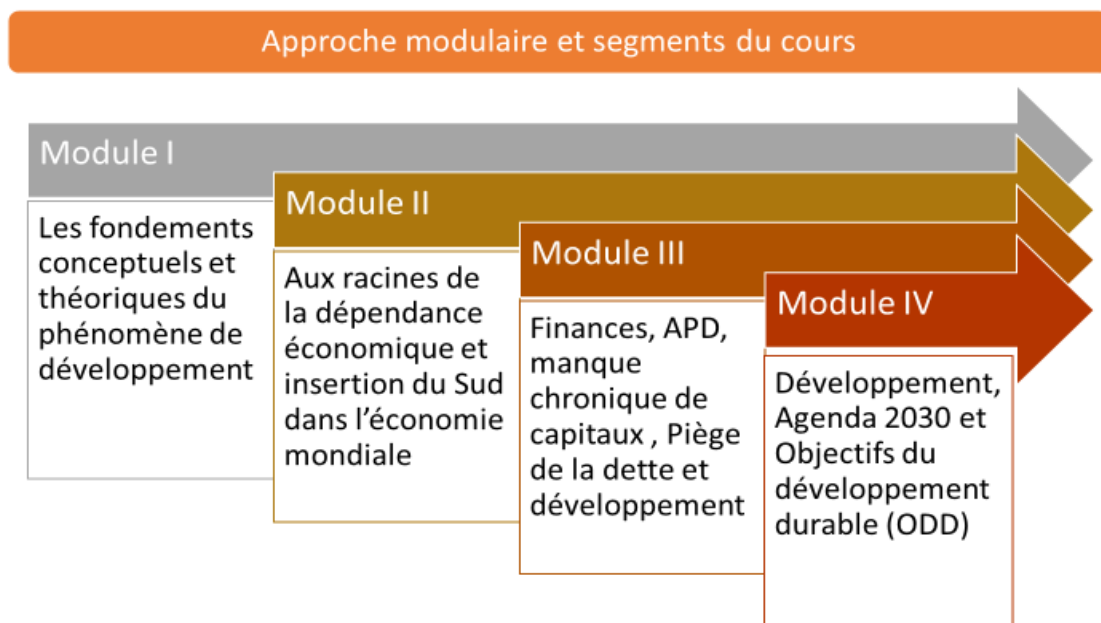 Approche modulaire et segments du cours
Module I
Les fondements
conceptuels et
théoriques du
phénomène de
développement
Module II
Aux racines de
la dépendance
économique et
insertion du Sud
dans l’économie
mondiale
Module III
Finances, APD,
manque
chronique de
capitaux , Piège
de la dette et
développement
Module IV
Développement,
Agenda 2030 et
Objectifs du
développement
durable (ODD)